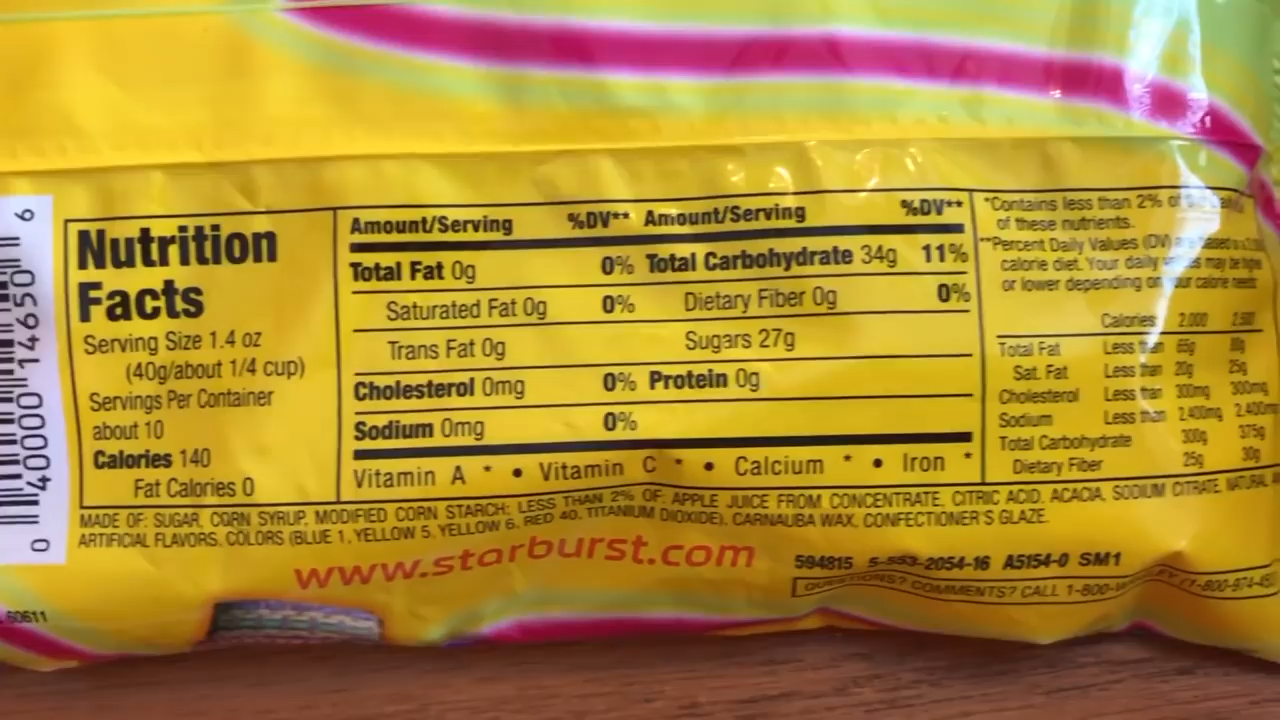 6
40000 14650
0
Nutrition
Facts
Serving Size 1.4 oz
(40g/about 1/4 cup)
Servings Per Container
about 10
Calories 140
Fat Calories 0
Amount/Serving %DV** Amount/Serving %DV**
Total Fat 0g 0% Total Carbohydrate 34g 11%
Saturated Fat 0g 0% Dietary Fiber 0g 0%
Trans Fat 0g Sugars 27g
Cholesterol 0mg 0% Protein 0g
Sodium 0mg 0%
Vitamin A * • Vitamin C * • Calcium * • Iron *
*Contains less than 2% of
of these nutrients.
**Percent Daily Values (DV) are based
calorie diet. Your daily may be higher
or lower depending on your calorie needs
Calories 2,000 2,500
Total Fat Less than 65g 80g
Sat. Fat Less than 20g 25g
Cholesterol Less than 300mg 300mg
Sodium Less than 2,400mg 2,400mg
Total Carbohydrate 300g 375g
Dietary Fiber 25g 30g
MADE OF: SUGAR, CORN SYRUP, MODIFIED CORN STARCH; LESS THAN 2% OF: APPLE JUICE FROM CONCENTRATE, CITRIC ACID, ACACIA, SODIUM CITRATE, NATURAL
ARTIFICIAL FLAVORS, COLORS (BLUE 1, YELLOW 5, YELLOW 6, RED 40, TITANIUM DIOXIDE), CARNAUBA WAX, CONFECTIONER'S GLAZE.
www.starburst.com
594815 5-553-2054-16 A5154-0 SM1
QUESTIONS? COMMENTS? CALL 1-800-
60611